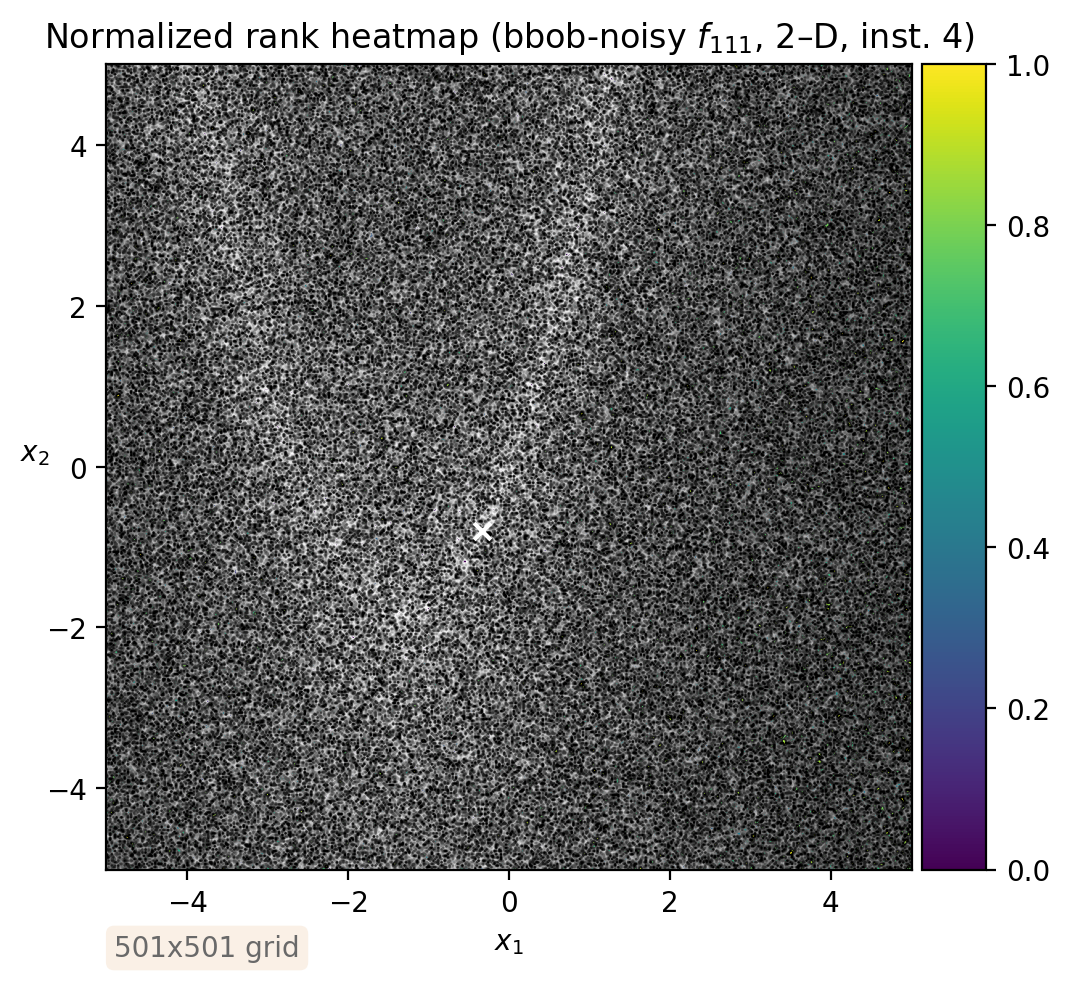 Normalized rank heatmap (bbob-noisy f₁₁₁, 2–D, inst. 4)
1.0
0.8
0.6
0.4
0.2
0.0
4
2
0
−2
−4
x₂
−4 −2 0 2 4
x₁
501x501 grid